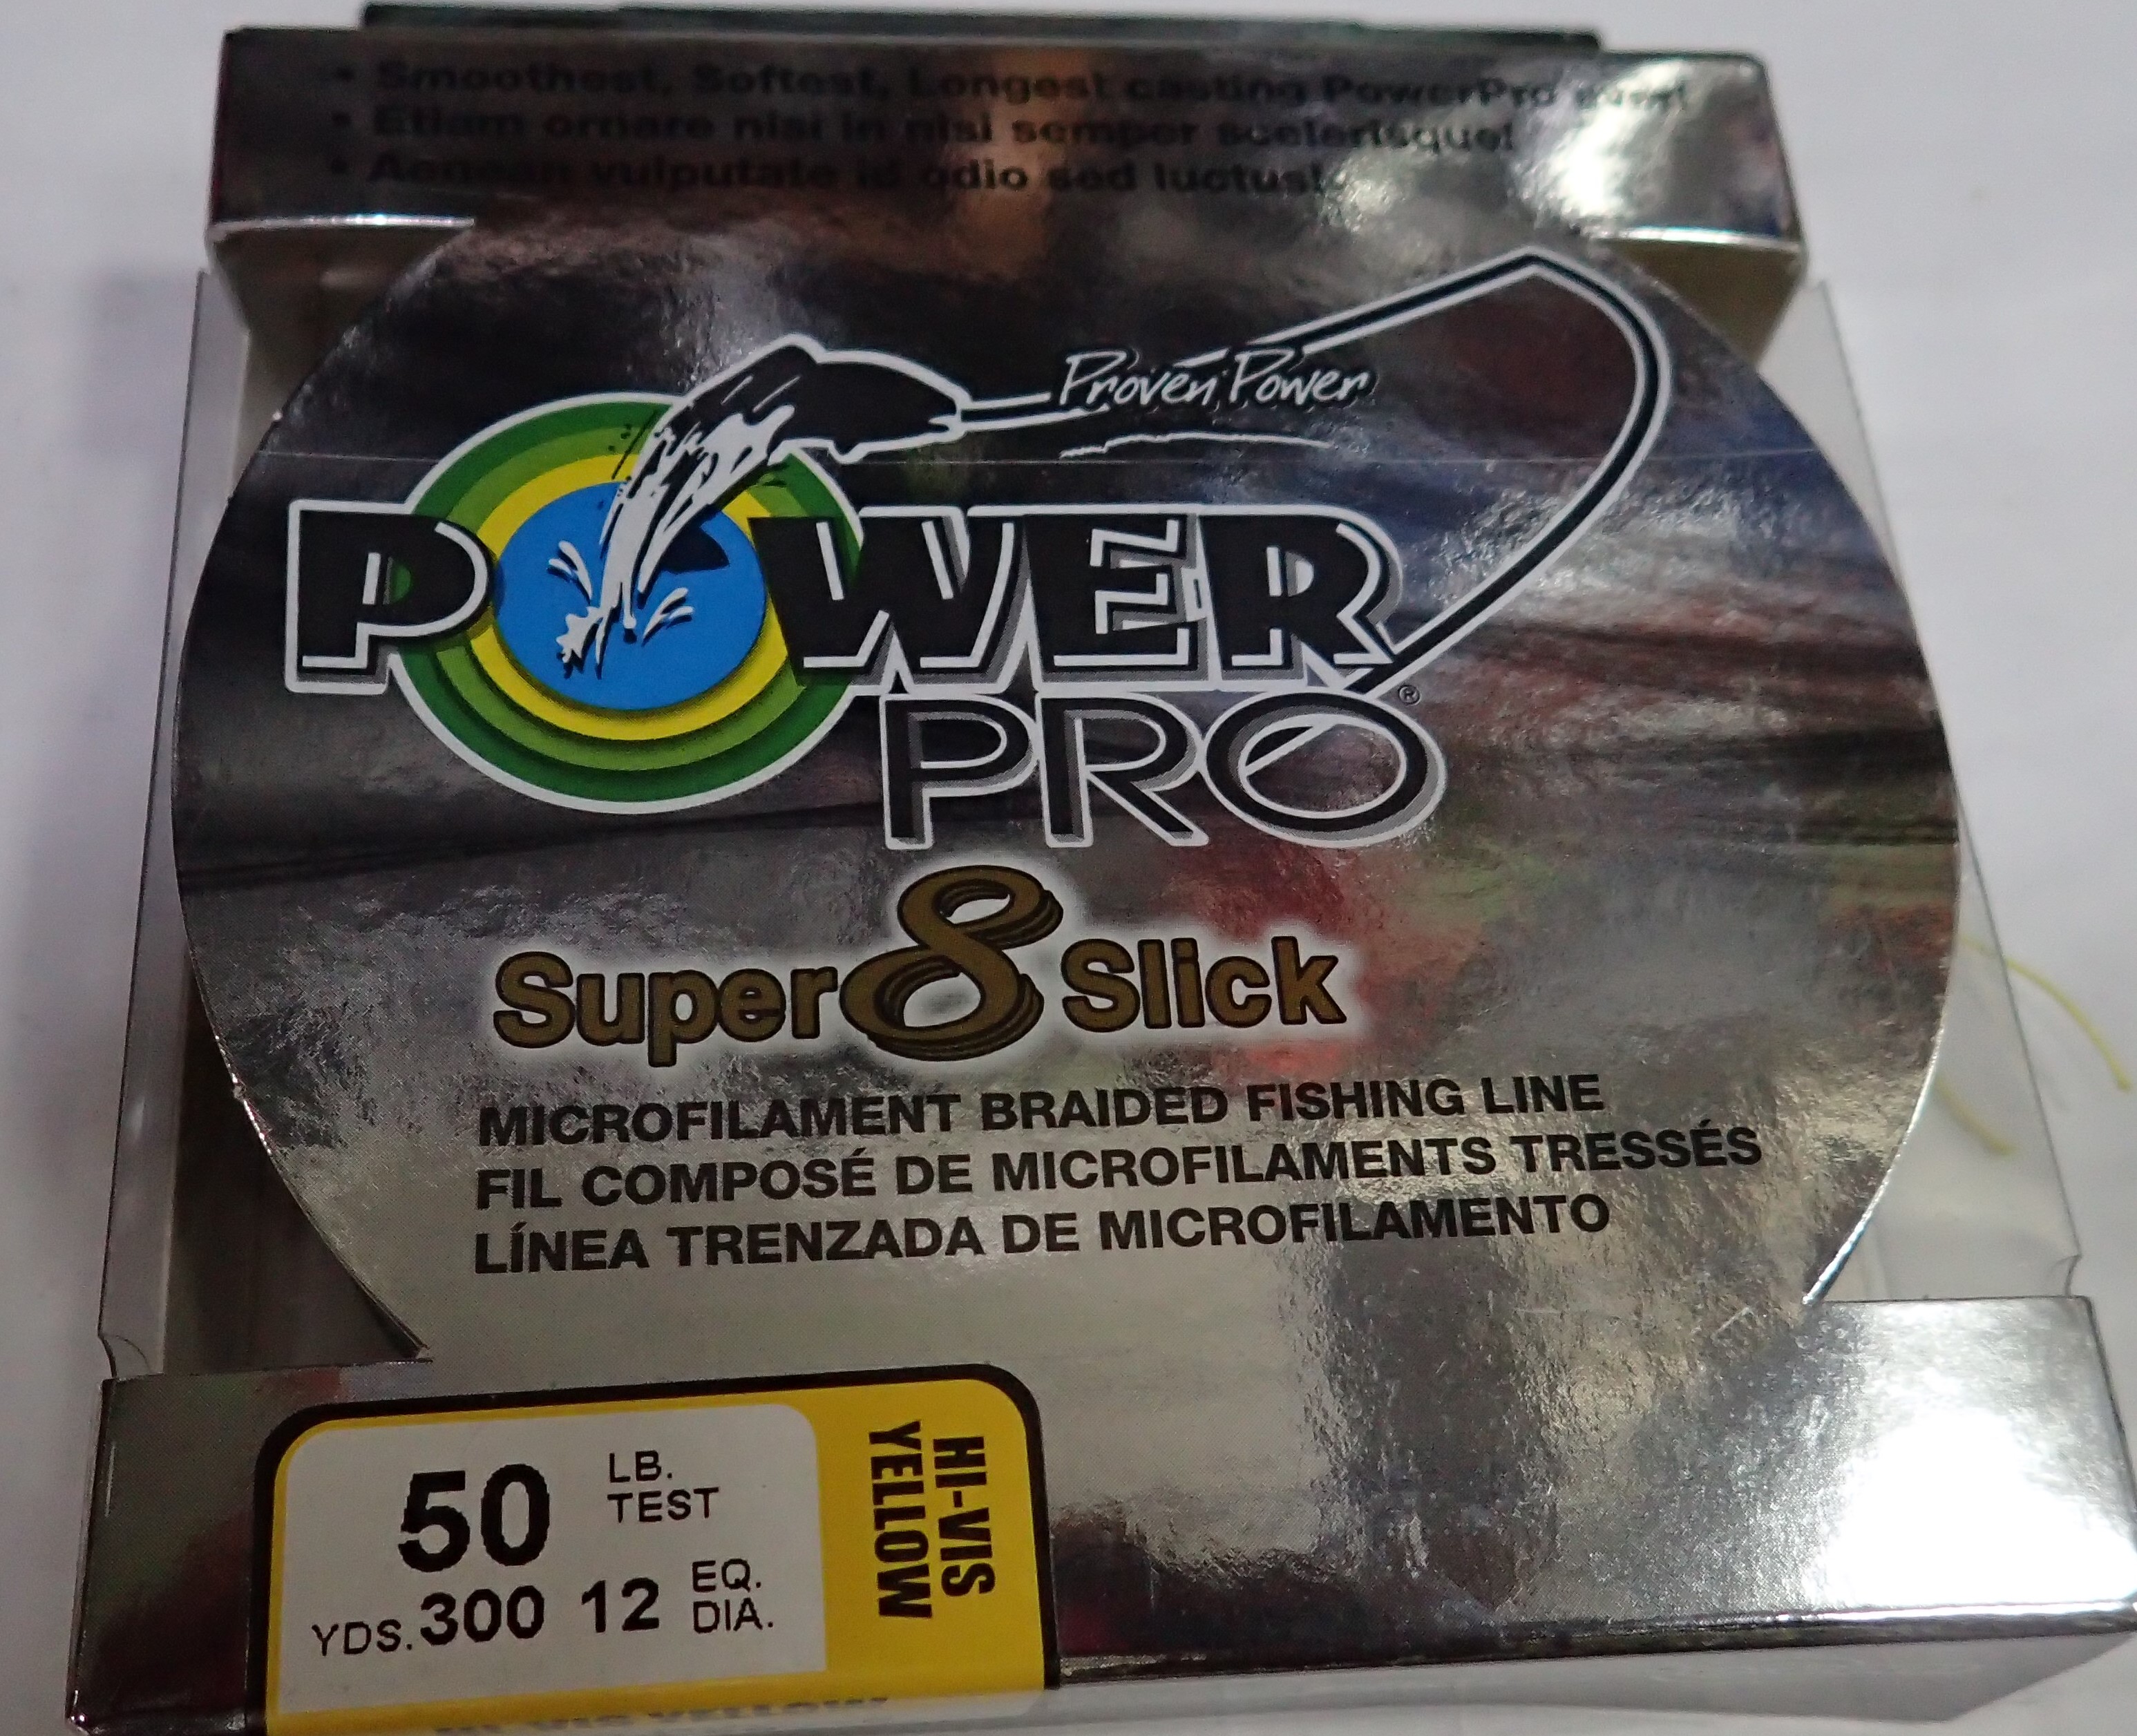 • Smoothest, Softest, Longest casting PowerPro ever!
• Etiam ornare nisi in nisi semper scelerisque!
• Aenean vulputate id odio sed luctus!
Proven Power
POWER
PRO®
Super 8 Slick
MICROFILAMENT BRAIDED FISHING LINE
FIL COMPOSÉ DE MICROFILAMENTS TRESSÉS
LÍNEA TRENZADA DE MICROFILAMENTO
50 LB. TEST
YDS. 300 12 EQ. DIA.
HI-VIS
YELLOW